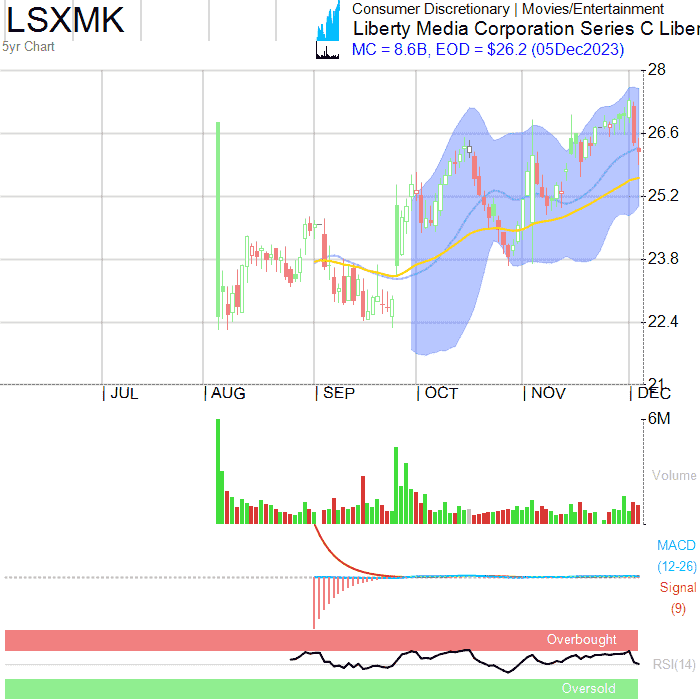 LSXMK
5yr Chart
Consumer Discretionary | Movies/Entertainment
Liberty Media Corporation Series C Liber
MC = 8.6B, EOD = $26.2 (05Dec2023)
28
26.6
25.2
23.8
22.4
21
| JUL | AUG | SEP | OCT | NOV | DEC
6M
Volume
MACD
(12-26)
Signal
(9)
Overbought
RSI(14)
Oversold